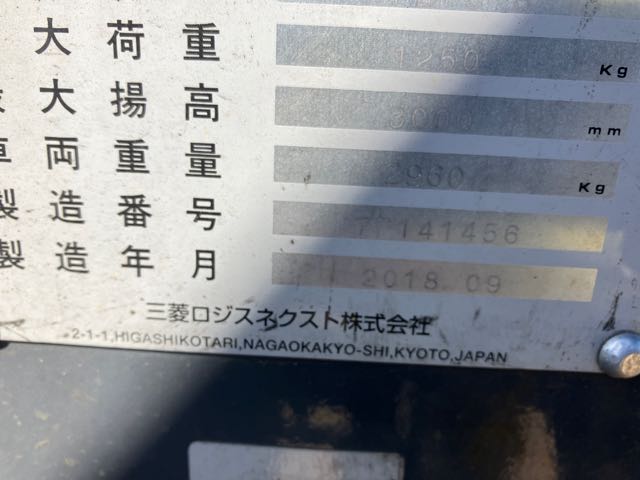 大荷重 1250 Kg
大揚高 3000 mm
車両重量 2960 Kg
製造番号 141456
製造年月 2018.09
三菱ロジスネクスト株式会社
2-1-1,HIGASHIKOTARI,NAGAOKAKYO-SHI,KYOTO,JAPAN